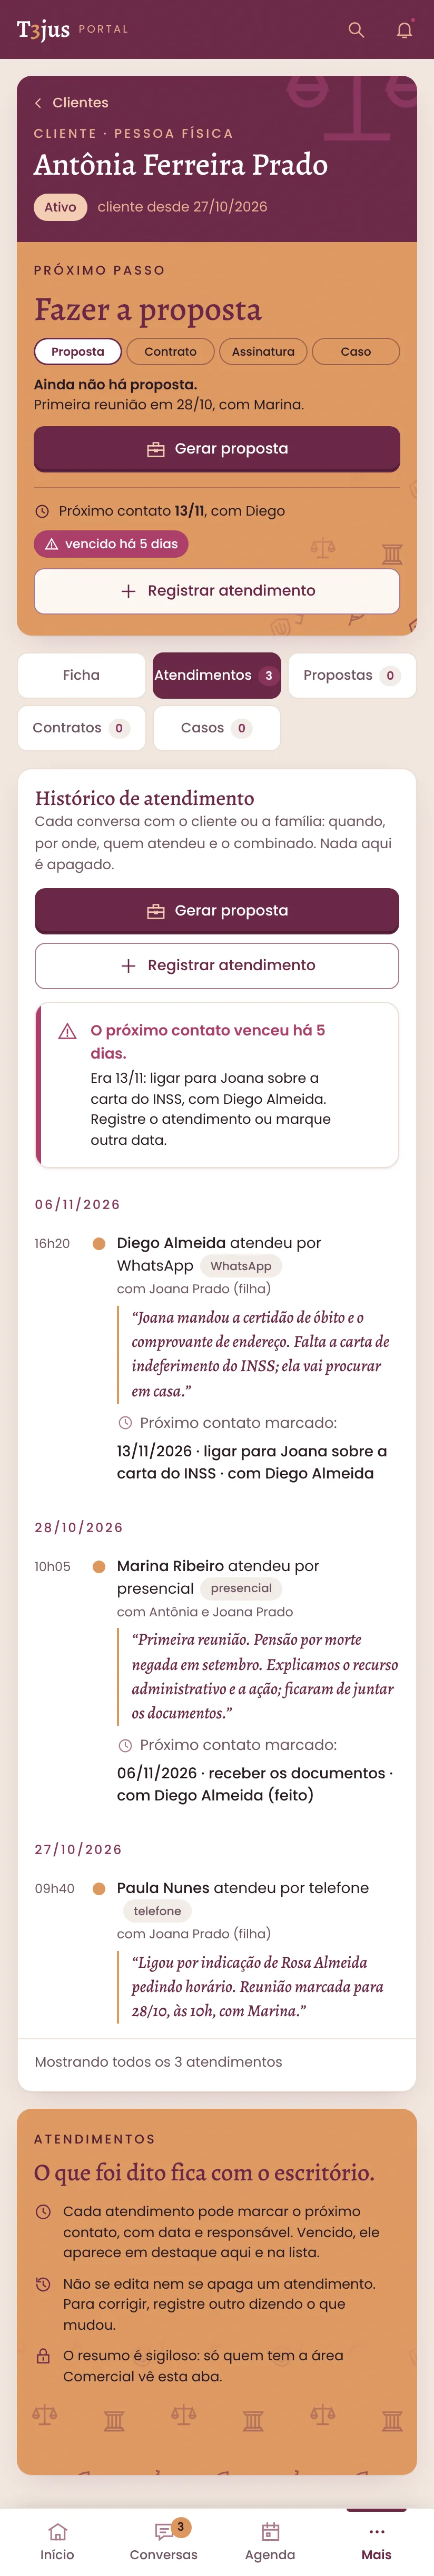 T3jus PORTAL
Clientes
CLIENTE · PESSOA FÍSICA
Antônia Ferreira Prado
Ativo cliente desde 27/10/2026
PRÓXIMO PASSO
Fazer a proposta
Proposta Contrato Assinatura Caso
Ainda não há proposta.
Primeira reunião em 28/10, com Marina.
Gerar proposta
Próximo contato 13/11, com Diego
vencido há 5 dias
Registrar atendimento
Ficha Atendimentos 3 Propostas 0
Contratos 0 Casos 0
Histórico de atendimento
Cada conversa com o cliente ou a família: quando,
por onde, quem atendeu e o combinado. Nada aqui
é apagado.
Gerar proposta
Registrar atendimento
O próximo contato venceu há 5
dias.
Era 13/11: ligar para Joana sobre a
carta do INSS, com Diego Almeida.
Registre o atendimento ou marque
outra data.
06/11/2026
16h20 Diego Almeida atendeu por
WhatsApp WhatsApp
com Joana Prado (filha)
“Joana mandou a certidão de óbito e o
comprovante de endereço. Falta a carta de
indeferimento do INSS; ela vai procurar
em casa.”
Próximo contato marcado:
13/11/2026 · ligar para Joana sobre a
carta do INSS · com Diego Almeida
28/10/2026
10h05 Marina Ribeiro atendeu por
presencial presencial
com Antônia e Joana Prado
“Primeira reunião. Pensão por morte
negada em setembro. Explicamos o recurso
administrativo e a ação; ficaram de juntar
os documentos.”
Próximo contato marcado:
06/11/2026 · receber os documentos ·
com Diego Almeida (feito)
27/10/2026
09h40 Paula Nunes atendeu por telefone
telefone
com Joana Prado (filha)
“Ligou por indicação de Rosa Almeida
pedindo horário. Reunião marcada para
28/10, às 10h, com Marina.”
Mostrando todos os 3 atendimentos
ATENDIMENTOS
O que foi dito fica com o escritório.
Cada atendimento pode marcar o próximo
contato, com data e responsável. Vencido, ele
aparece em destaque aqui e na lista.
Não se edita nem se apaga um atendimento.
Para corrigir, registre outro dizendo o que
mudou.
O resumo é sigiloso: só quem tem a área
Comercial vê esta aba.
3
Início Conversas Agenda Mais